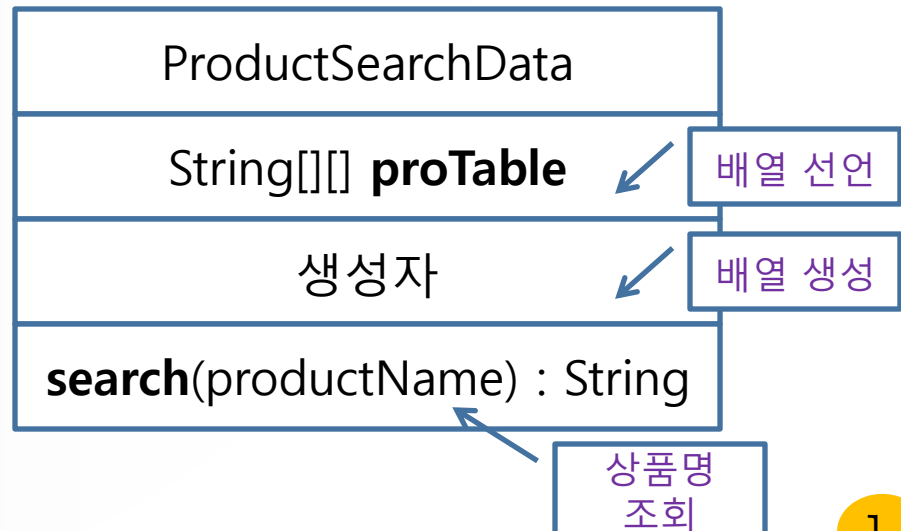 ProductSearchData
String[][] proTable
배열 선언
생성자
배열 생성
search(productName) : String
상품명
조회
1